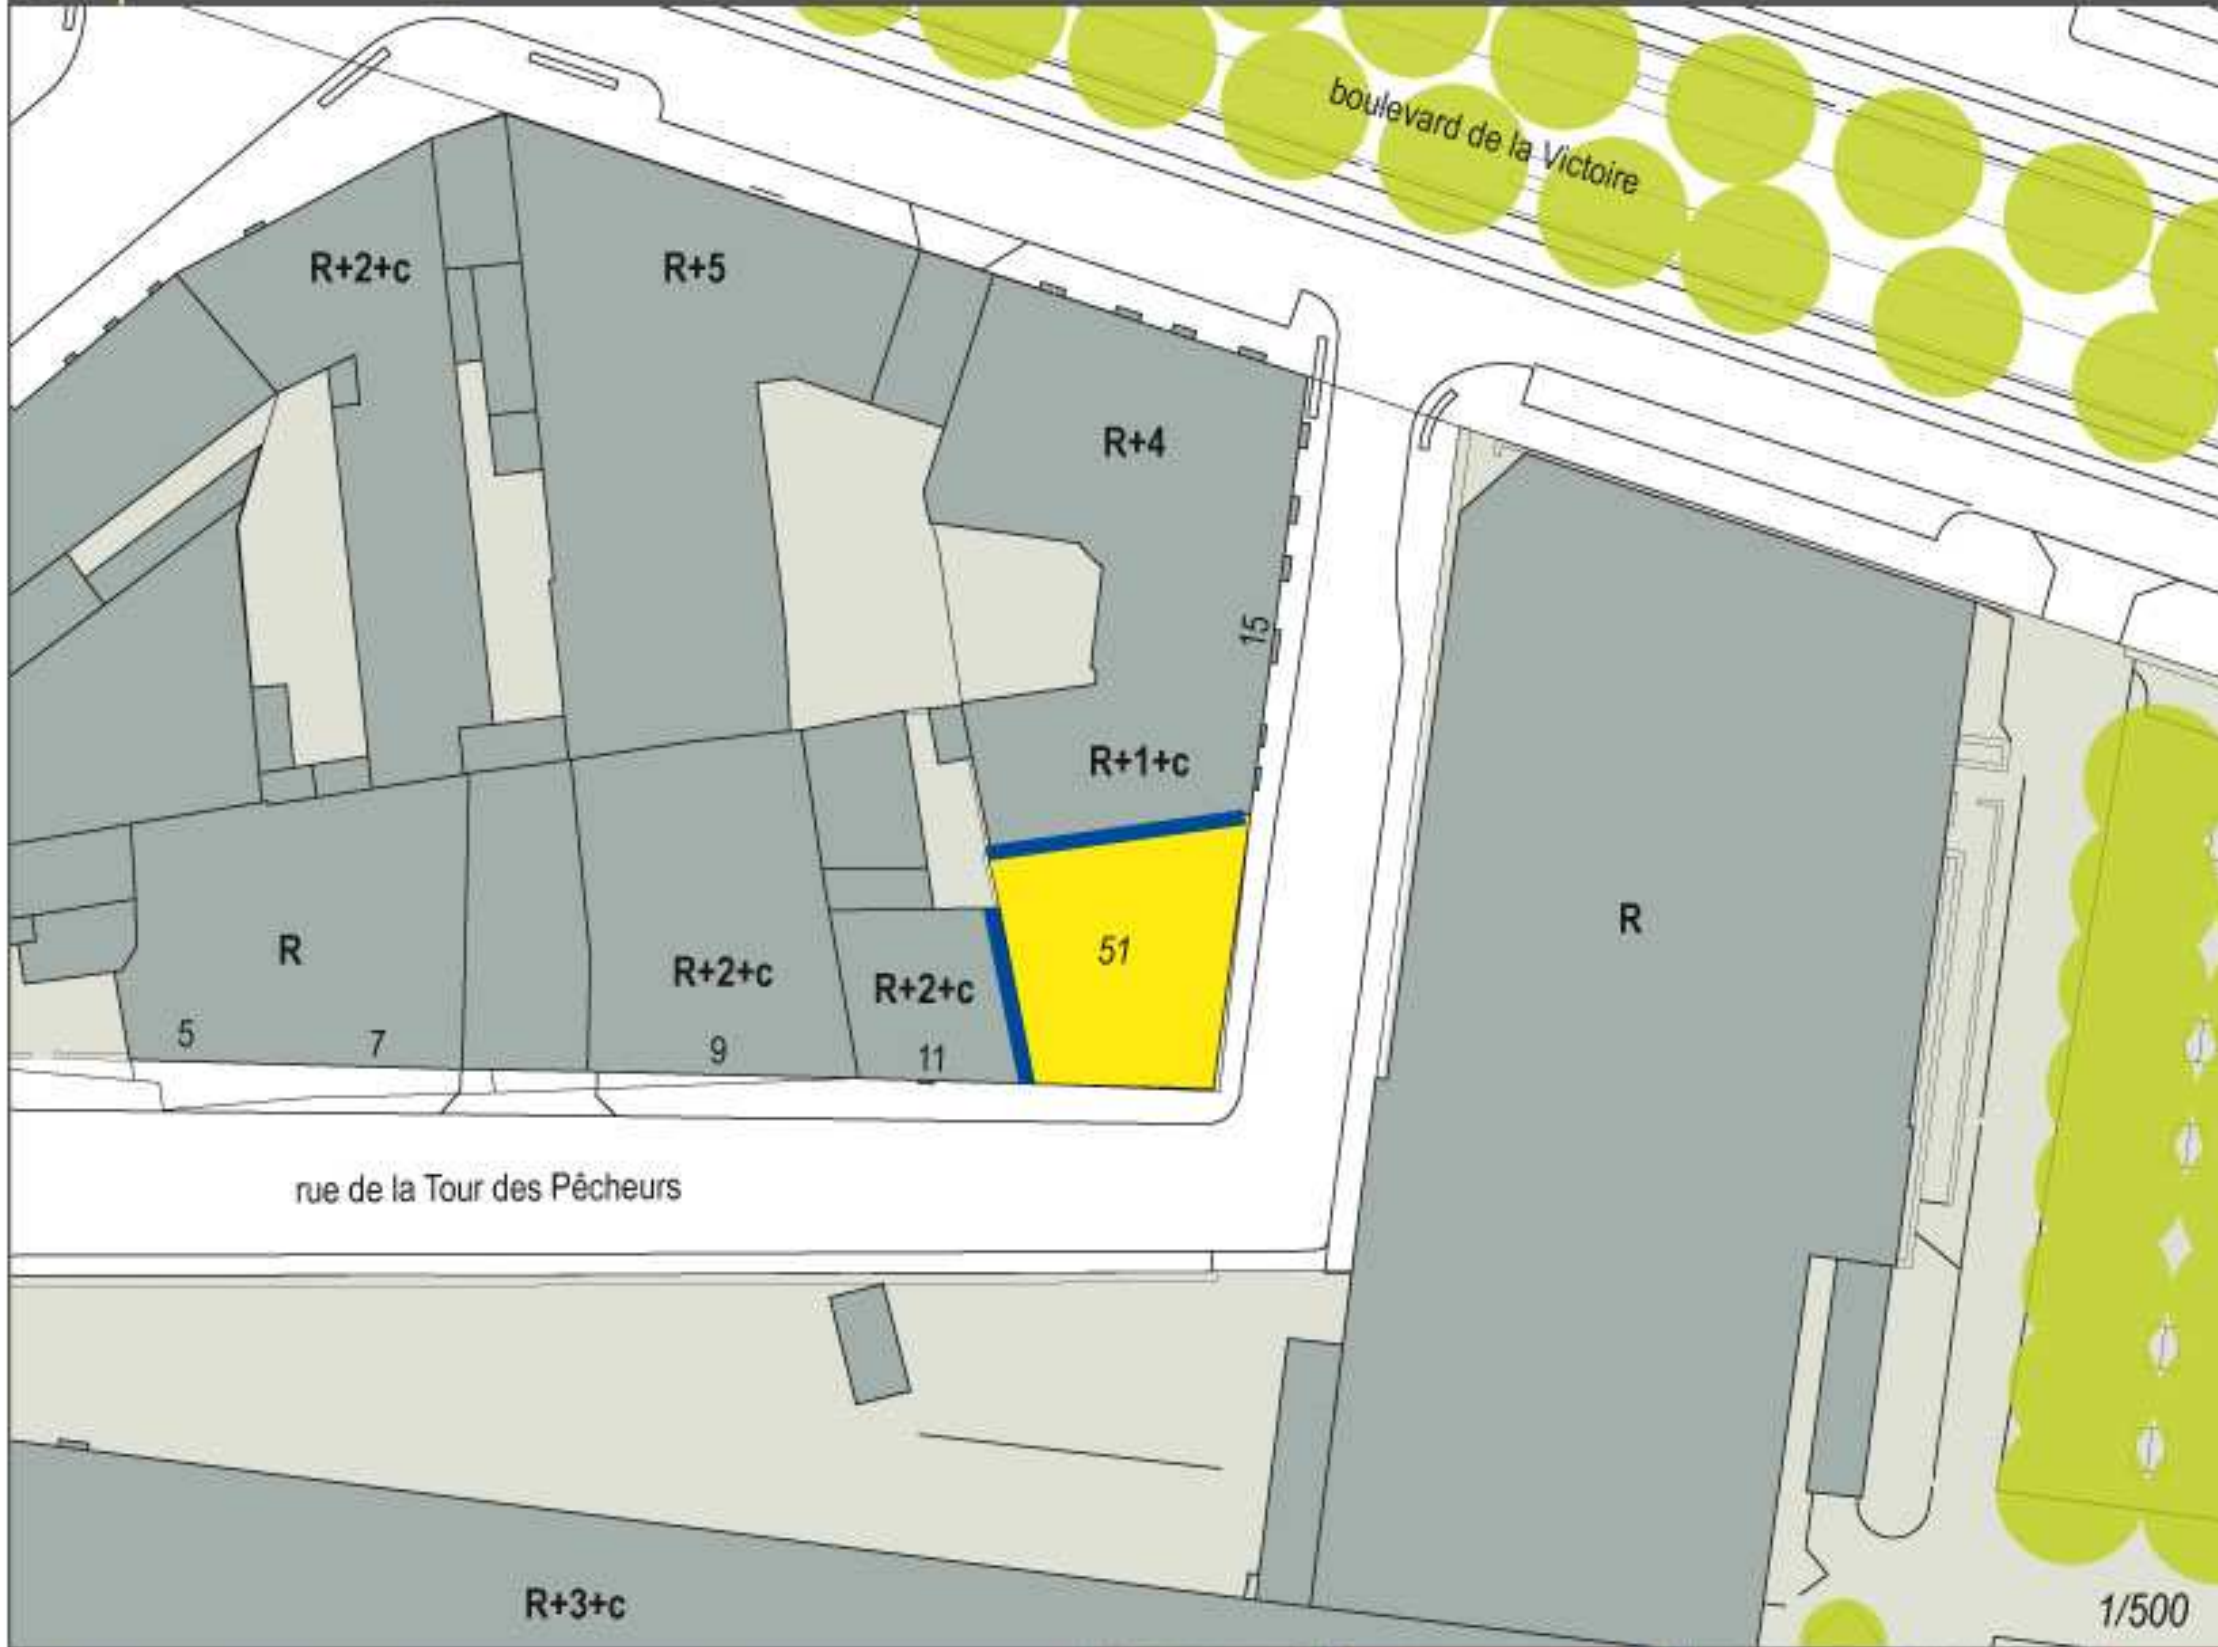 boulevard de la Victoire
R+2+c
R+5
R+4
15
R+1+c
R
51
R
R+2+c
R+2+c
5
7
9
11
rue de la Tour des Pêcheurs
R+3+c
1/500